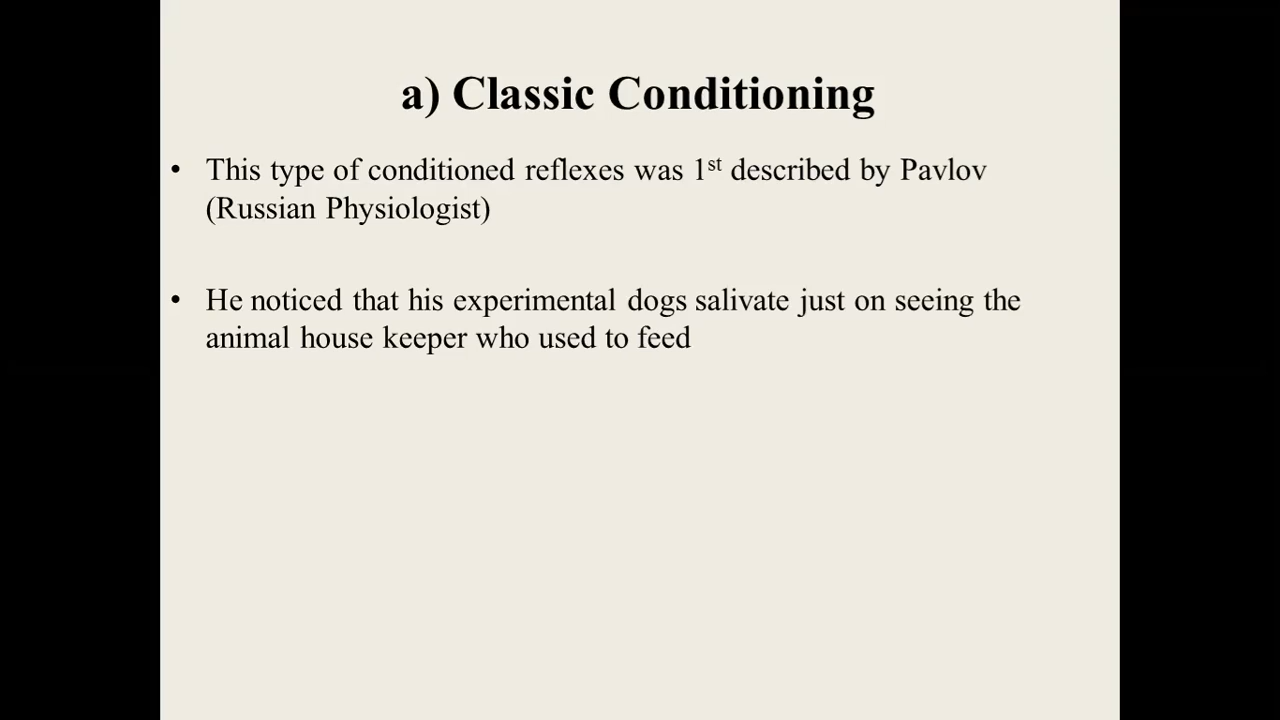 a) Classic Conditioning
• This type of conditioned reflexes was 1st described by Pavlov
(Russian Physiologist)
• He noticed that his experimental dogs salivate just on seeing the
animal house keeper who used to feed